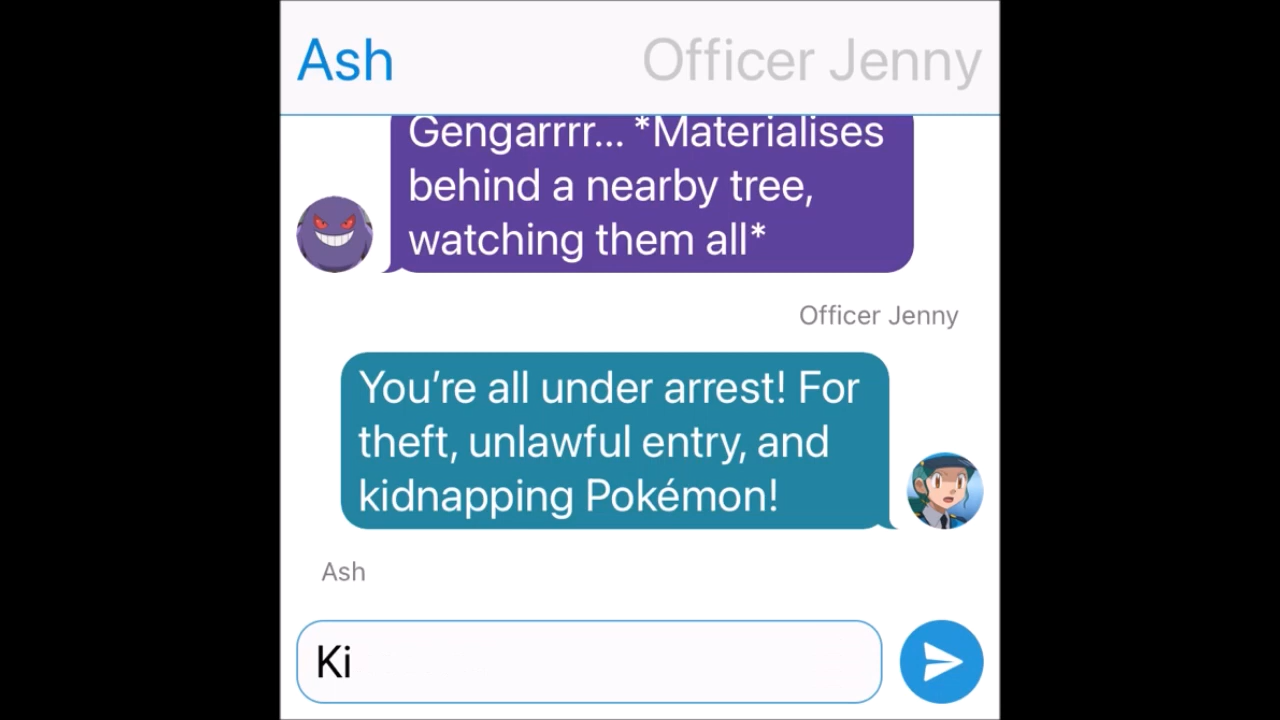 Ash
Officer Jenny
Gengarrrr... *Materialises
behind a nearby tree,
watching them all*
Officer Jenny
You’re all under arrest! For
theft, unlawful entry, and
kidnapping Pokémon!
Ash
Ki